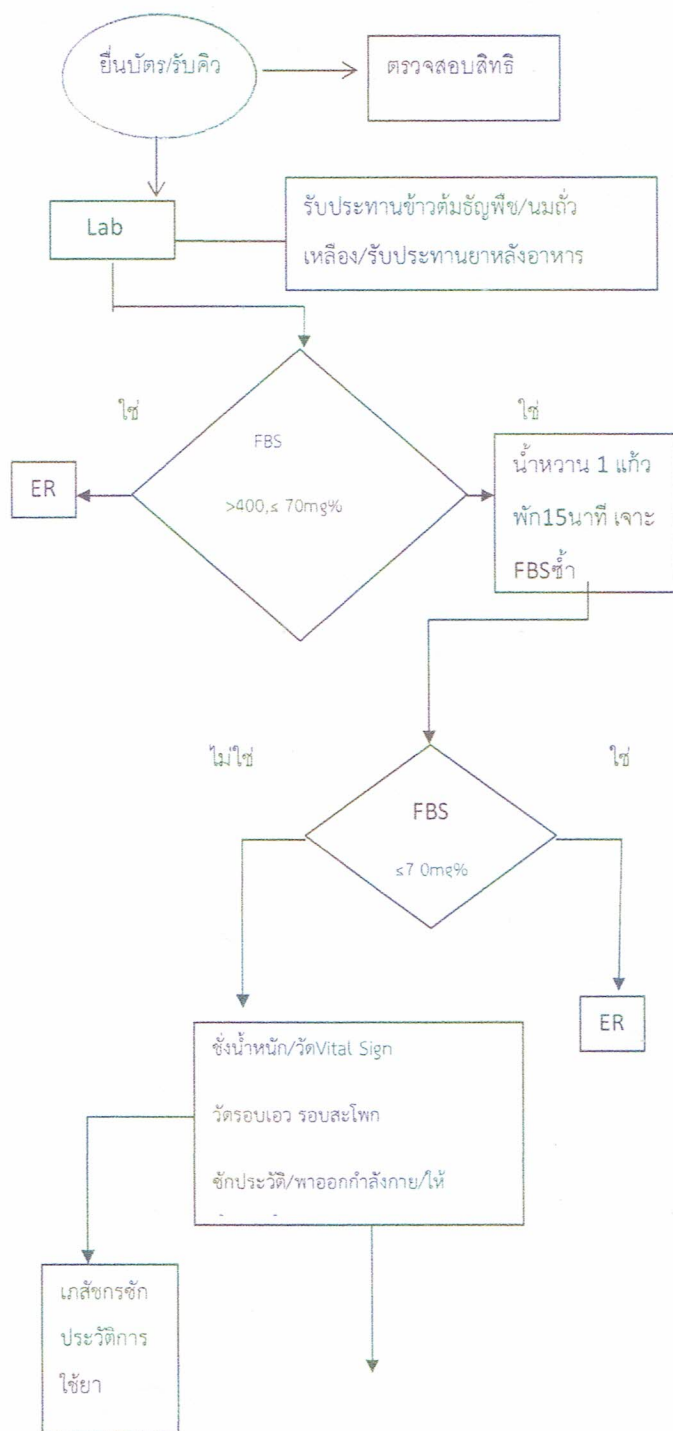 ยื่นบัตร/รับคิว
ตรวจสอบสิทธิ
Lab
รับประทานข้าวต้มธัญพืช/นมถั่ว
เหลือง/รับประทานยาหลังอาหาร
ใช่
ใช่
FBS
>400,≤ 70mg%
ER
น้ำหวาน 1 แก้ว
พัก15นาที เจาะ
FBSซ้ำ
ไม่ใช่
ใช่
FBS
≤7 0mg%
ER
ชั่งน้ำหนัก/วัดVital Sign
วัดรอบเอว รอบสะโพก
ซักประวัติ/พาออกกำลังกาย/ให้
เภสัชกรซัก
ประวัติการ
ใช้ยา